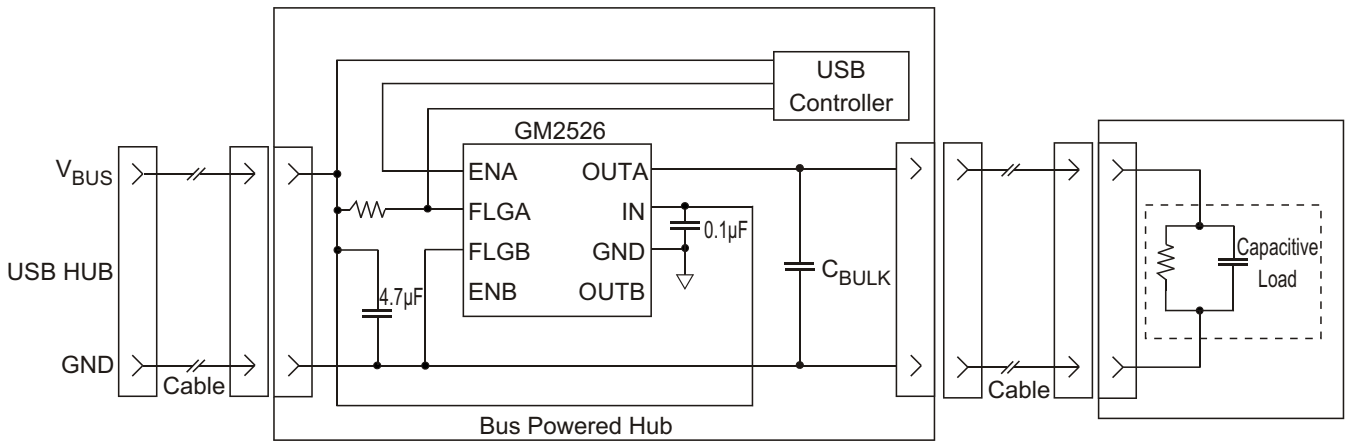 USB
Controller
GM2526
V_BUS
ENA
OUTA
FLGA
IN
0.1µF
FLGB
GND
USB HUB
ENB
OUTB
4.7µF
C_BULK
Capacitive
Load
GND
Cable
Cable
Bus Powered Hub